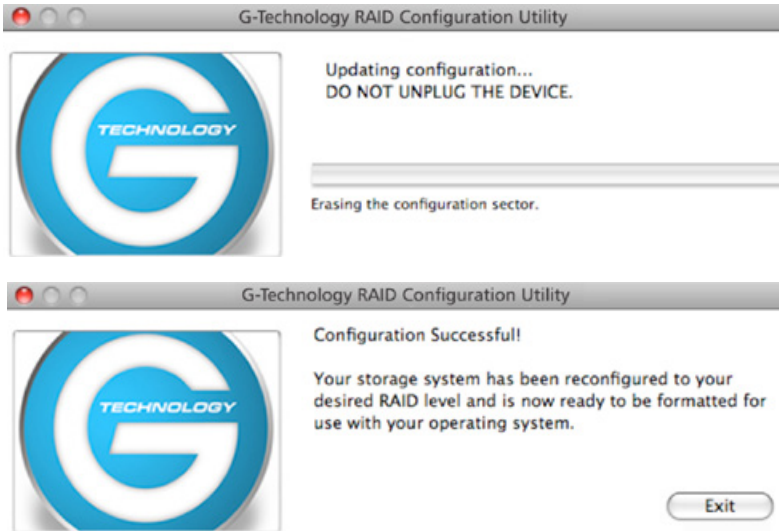 G-Technology RAID Configuration Utility
TECHNOLOGY
Updating configuration...
DO NOT UNPLUG THE DEVICE.
Erasing the configuration sector.
G-Technology RAID Configuration Utility
TECHNOLOGY
Configuration Successful!
Your storage system has been reconfigured to your
desired RAID level and is now ready to be formatted for
use with your operating system.
Exit